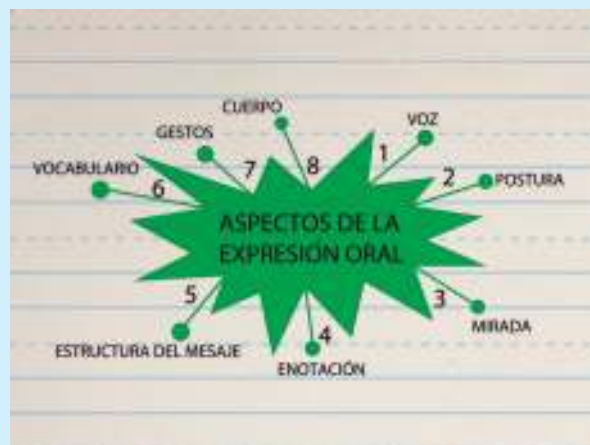 CUERPO
VOZ
GESTOS
1
VOCABULARIO
7
8
2
POSTURA
6
ASPECTOS DE LA
EXPRESIÓN ORAL
5
3
4
MIRADA
ESTRUCTURA DEL MESAJE
ENOTACIÓN